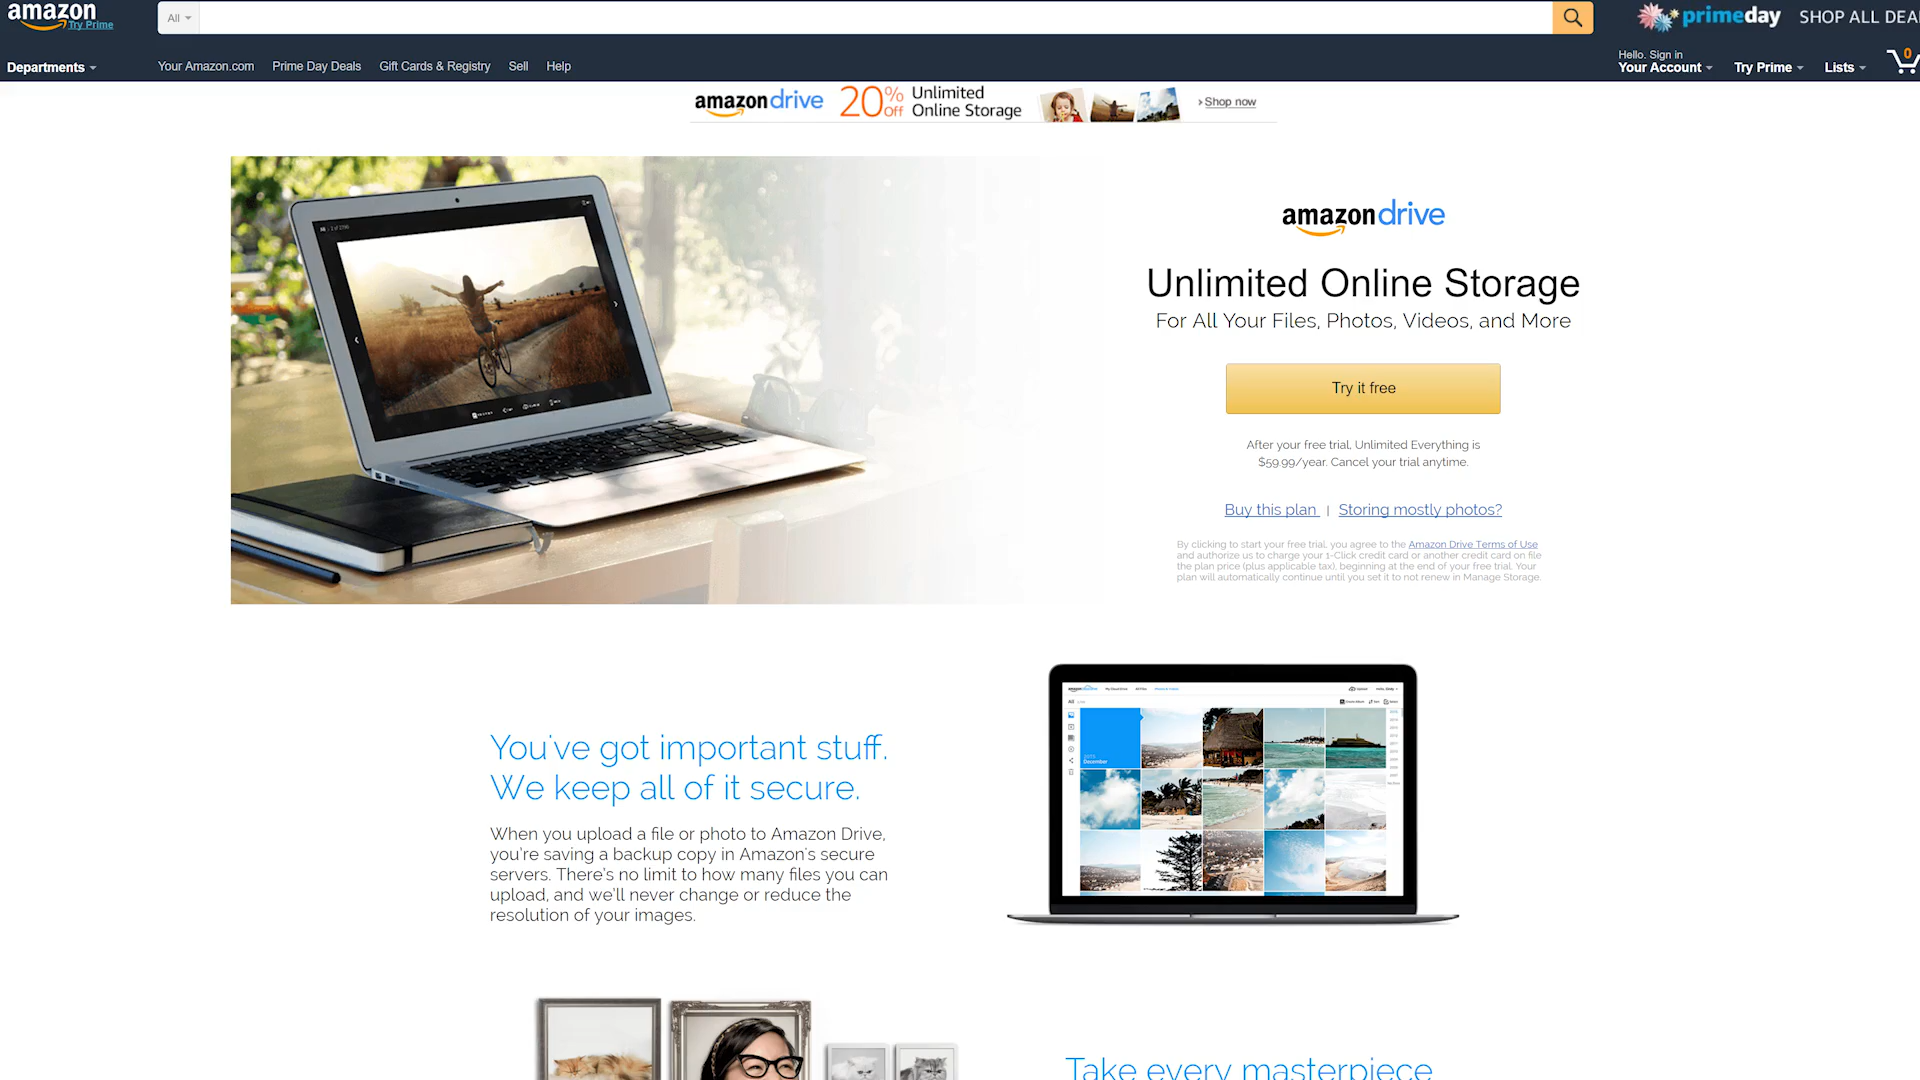 amazon
Try Prime
All
primeday SHOP ALL DEA
Departments
Your Amazon.com
Prime Day Deals
Gift Cards & Registry
Sell
Help
Hello. Sign in
Your Account
Try Prime
Lists
0
amazondrive 20% Off Unlimited Online Storage
Shop now
amazondrive
Unlimited Online Storage
For All Your Files, Photos, Videos, and More
Try it free
After your free trial, Unlimited Everything is
$59.99/year. Cancel your trial anytime.
Buy this plan | Storing mostly photos?
By clicking to start your free trial, you agree to the Amazon Drive Terms of Use
and authorize us to charge your 1-Click credit card or another credit card on file
the plan price (plus applicable tax), beginning at the end of your free trial. Your
plan will automatically continue until you set it to not renew in Manage Storage.
You've got important stuff.
We keep all of it secure.
When you upload a file or photo to Amazon Drive,
you're saving a backup copy in Amazon's secure
servers. There's no limit to how many files you can
upload, and we'll never change or reduce the
resolution of your images.
December
Take every masterpiece